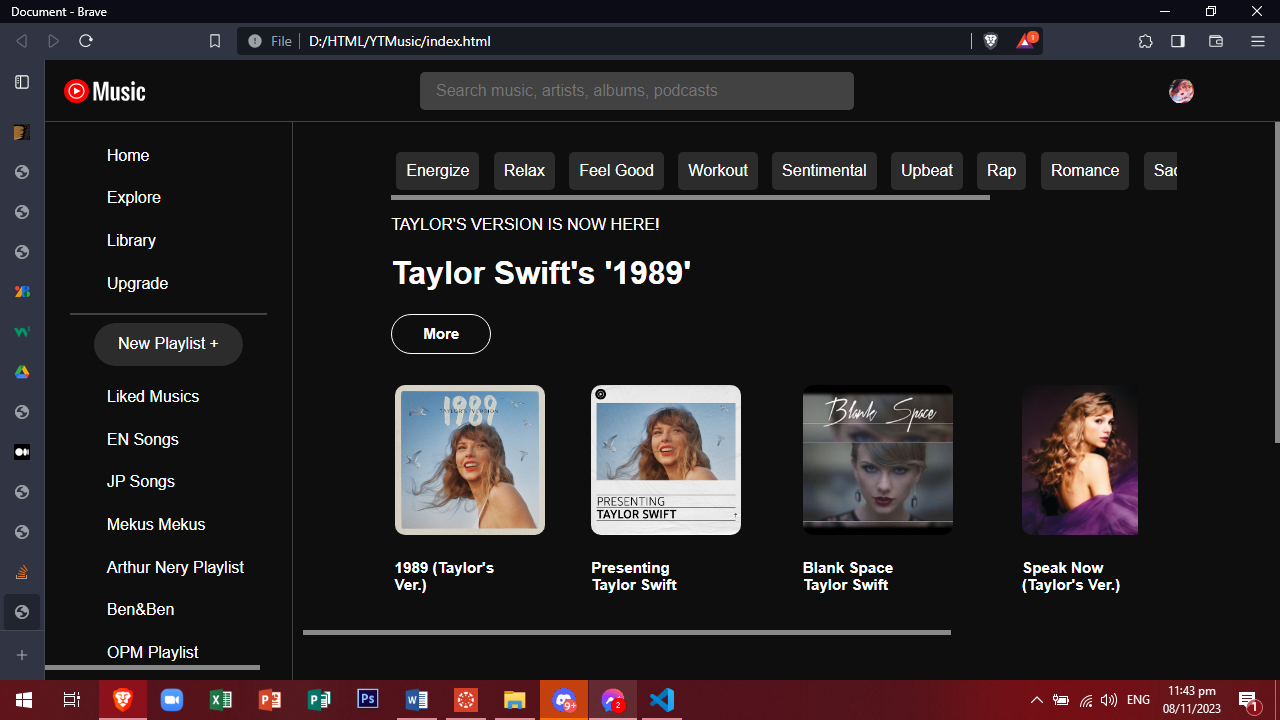 Document - Brave
File D:/HTML/YTMusic/index.html
1
Music
Search music, artists, albums, podcasts
Home
Explore
Library
Upgrade
New Playlist +
Liked Musics
EN Songs
JP Songs
Mekus Mekus
Arthur Nery Playlist
Ben&Ben
OPM Playlist
Energize Relax Feel Good Workout Sentimental Upbeat Rap Romance Sad
TAYLOR'S VERSION IS NOW HERE!
Taylor Swift's '1989'
More
1989
TAYLOR'S VERSION
PRESENTING
TAYLOR SWIFT
Blank Space
1989 (Taylor's
Ver.)
Presenting
Taylor Swift
Blank Space
Taylor Swift
Speak Now
(Taylor's Ver.)
9+
2
ENG
11:43 pm
08/11/2023
1